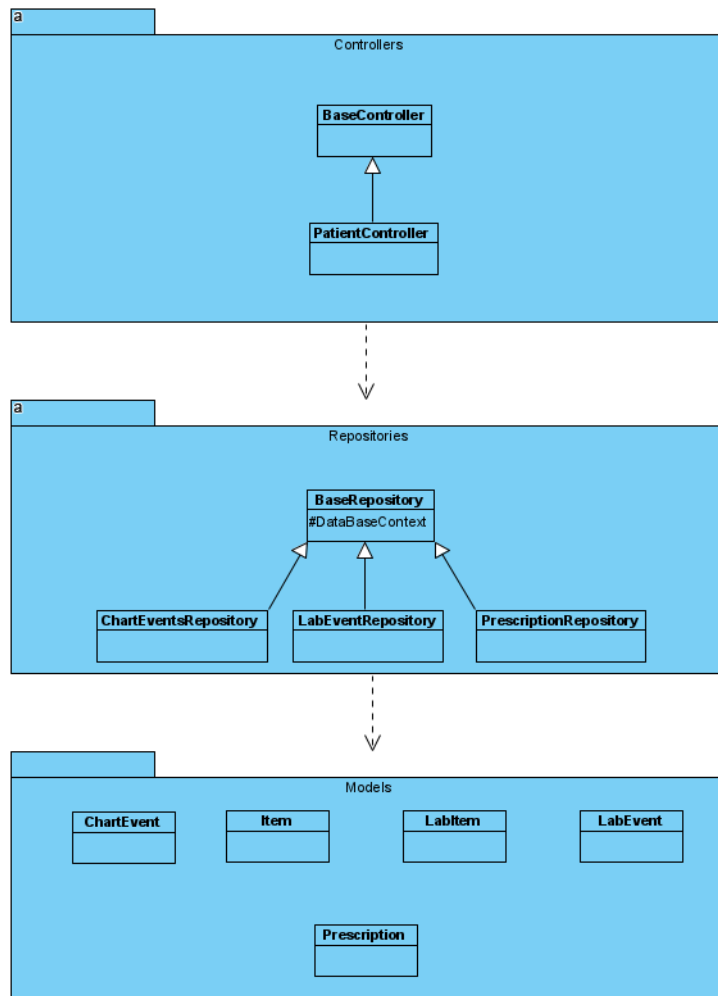 a
Controllers
BaseController
PatientController
a
Repositories
BaseRepository
#DataBaseContext
ChartEventsRepository LabEventRepository PrescriptionRepository
Models
ChartEvent Item LabItem LabEvent
Prescription